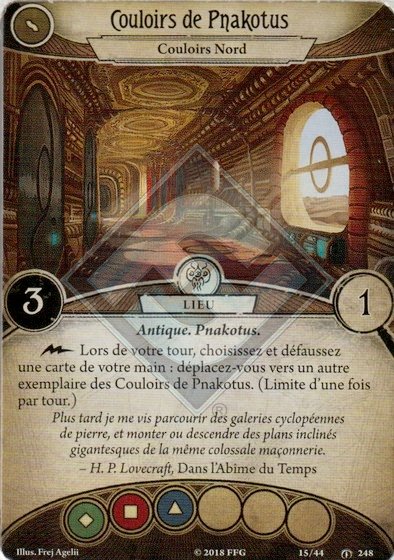 Couloirs de Pnakotus
Couloirs Nord
3
LIEU
1
Antique. Pnakotus.
Lors de votre tour, choisissez et défaussez
une carte de votre main : déplacez-vous vers un autre
exemplaire des Couloirs de Pnakotus. (Limite d'une fois
par tour.)
Plus tard je me vis parcourir des galeries cyclopéennes
de pierre, et monter ou descendre des plans inclinés
gigantesques de la même colossale maçonnerie.
– H. P. Lovecraft, Dans l'Abîme du Temps
Illus. Frej Agelii
© 2018 FFG
15/44
248